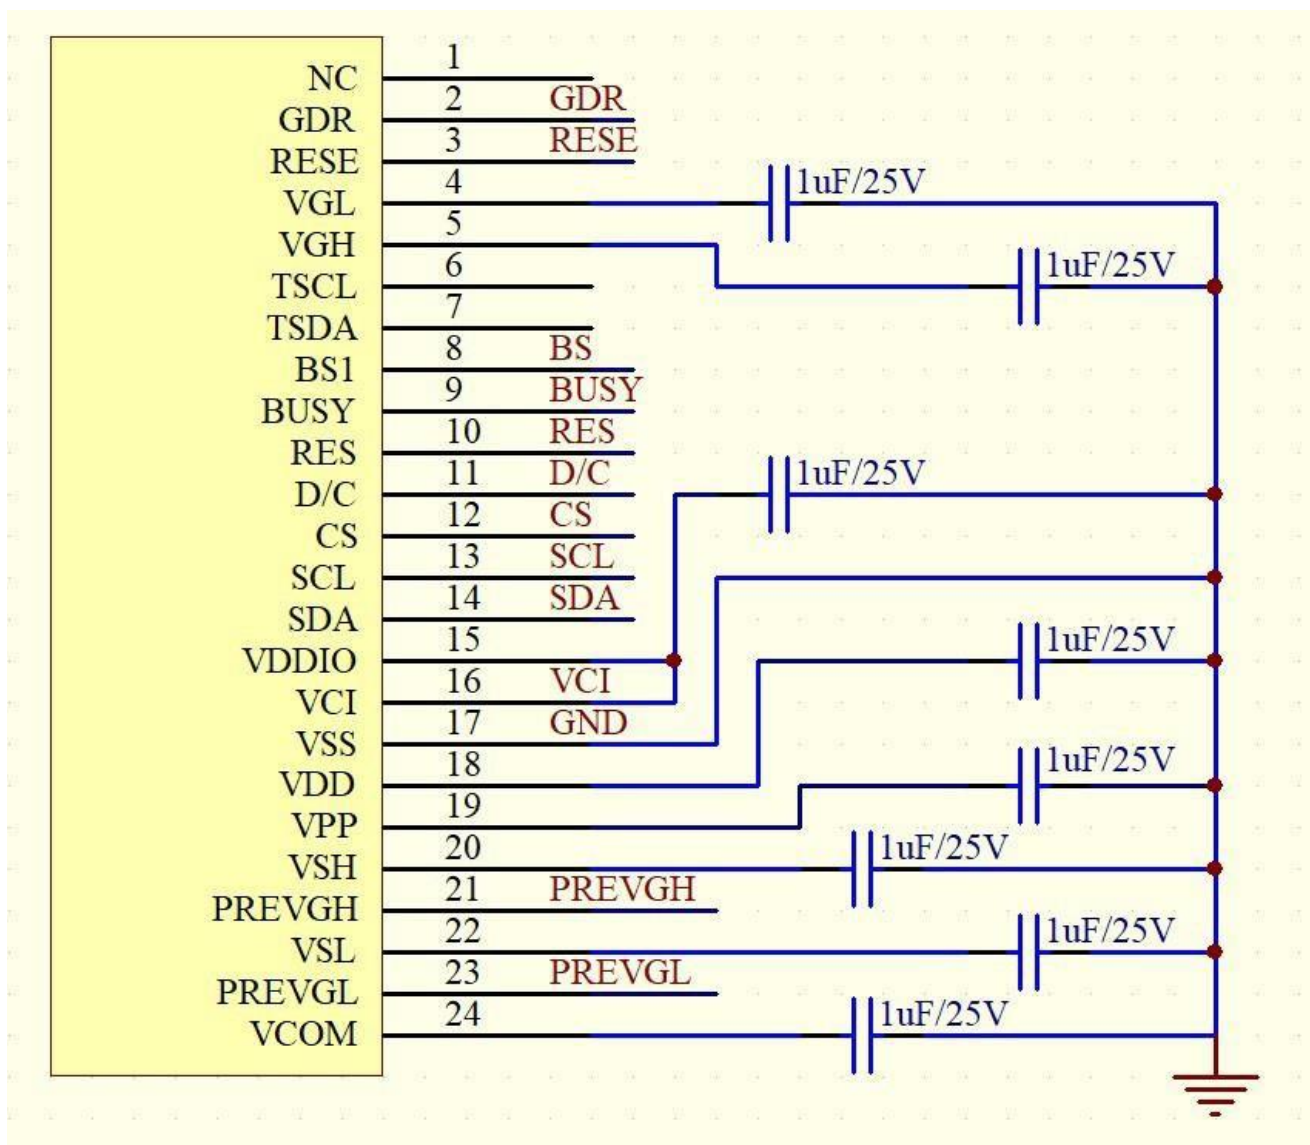 NC 1
GDR 2 GDR
RESE 3 RESE
VGL 4 1uF/25V
VGH 5 1uF/25V
TSCL 6
TSDA 7
BS1 8 BS
BUSY 9 BUSY
RES 10 RES
D/C 11 D/C 1uF/25V
CS 12 CS
SCL 13 SCL
SDA 14 SDA
VDDIO 15 1uF/25V
VCI 16 VCI
VSS 17 GND
VDD 18 1uF/25V
VPP 19
VSH 20 1uF/25V
PREVGH 21 PREVGH
VSL 22 1uF/25V
PREVGL 23 PREVGL
VCOM 24 1uF/25V